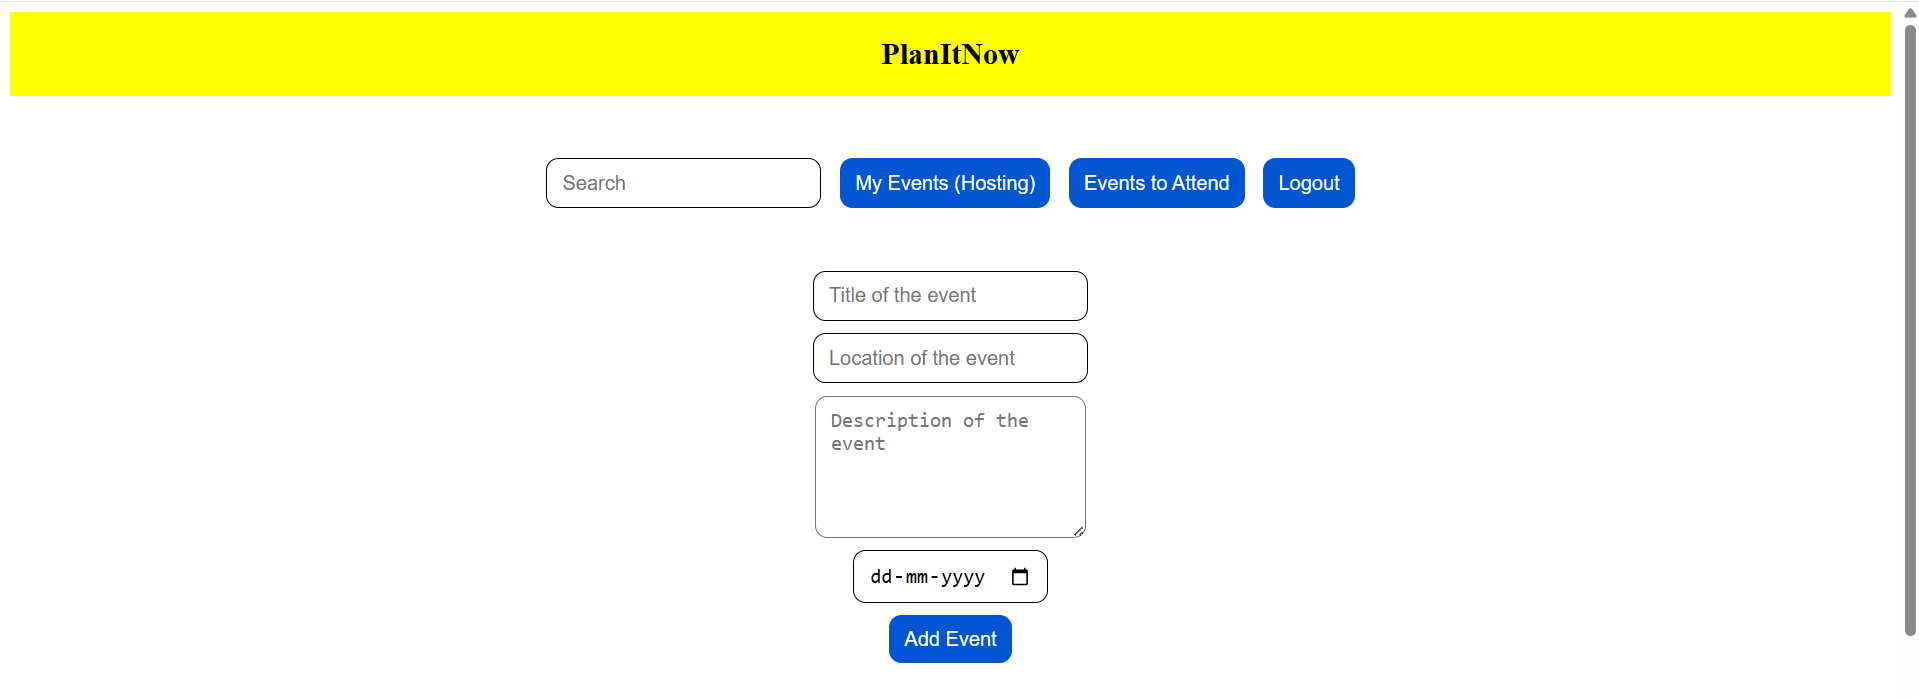 PlanItNow
Search
My Events (Hosting)
Events to Attend
Logout
Title of the event
Location of the event
Description of the
event
dd-mm-yyyy
Add Event